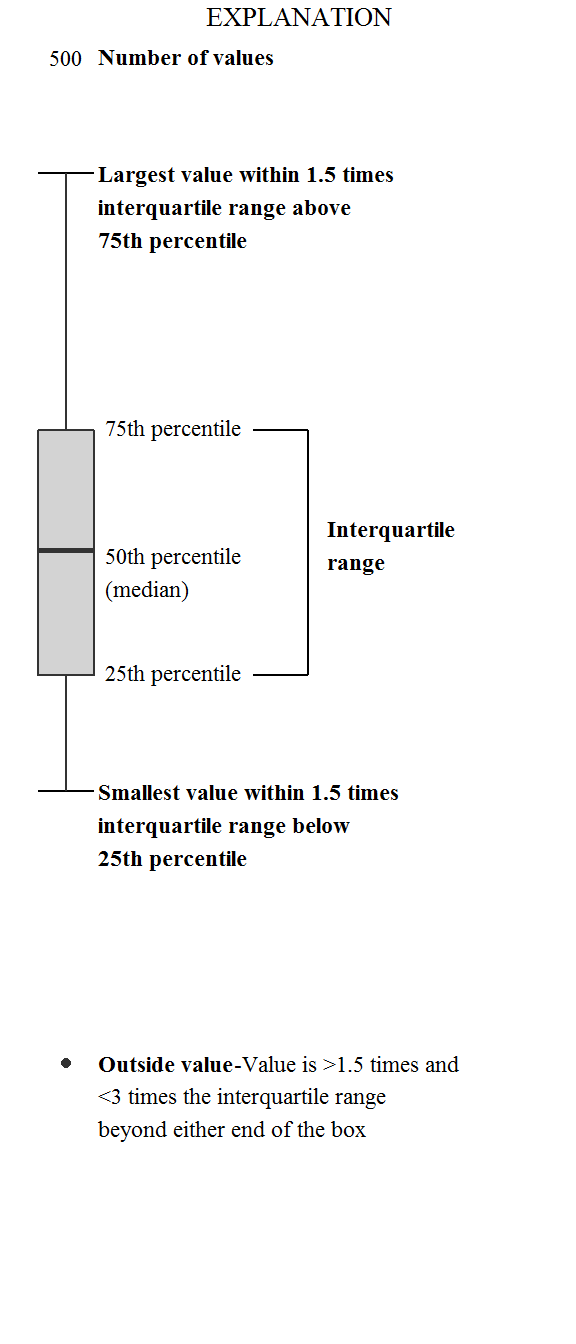 EXPLANATION
500 Number of values
Largest value within 1.5 times
interquartile range above
75th percentile
75th percentile
Interquartile
range
50th percentile
(median)
25th percentile
Smallest value within 1.5 times
interquartile range below
25th percentile
Outside value-Value is >1.5 times and
<3 times the interquartile range
beyond either end of the box